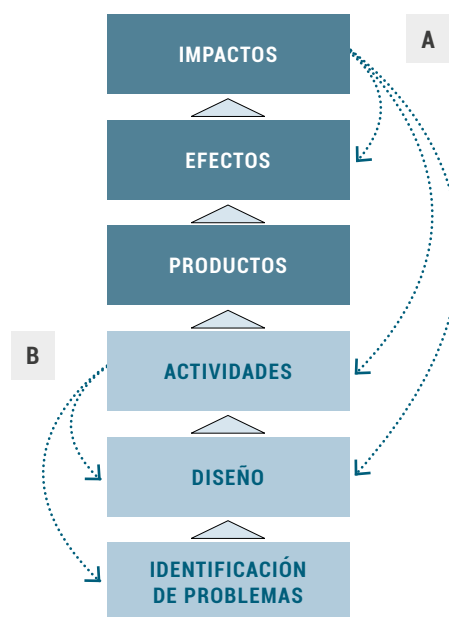 IMPACTOS
A
EFECTOS
PRODUCTOS
B
ACTIVIDADES
DISEÑO
IDENTIFICACIÓN
DE PROBLEMAS